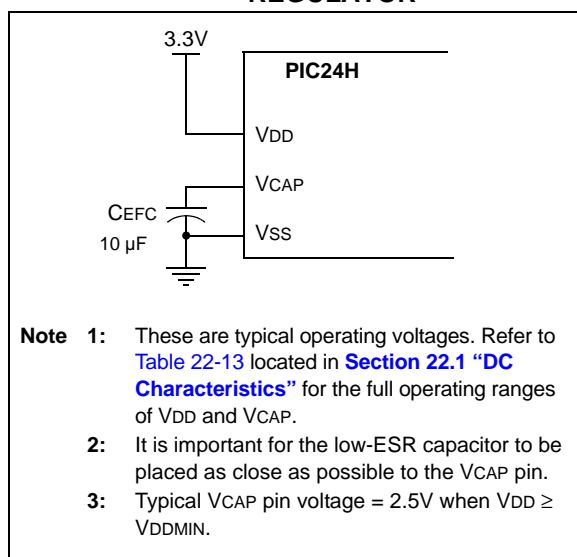 REGULATOR
3.3V
PIC24H
VDD
VCAP
CEFC
10 µF
VSS
Note 1: These are typical operating voltages. Refer to
Table 22-13 located in Section 22.1 “DC
Characteristics” for the full operating ranges
of VDD and VCAP.
2: It is important for the low-ESR capacitor to be
placed as close as possible to the VCAP pin.
3: Typical VCAP pin voltage = 2.5V when VDD ≥
VDDMIN.